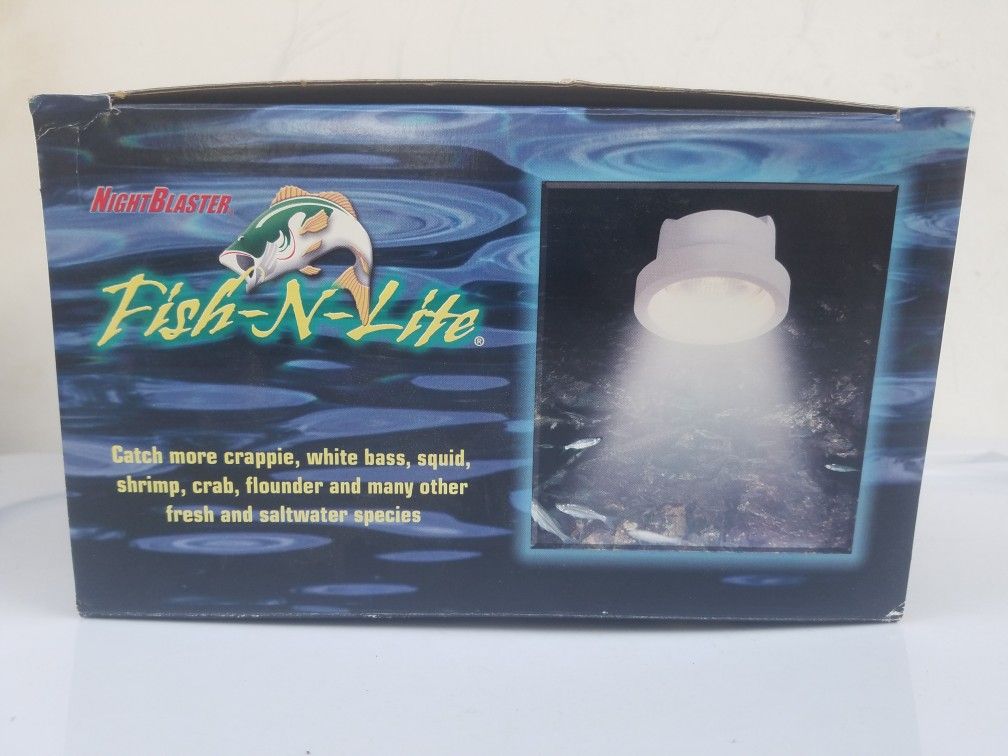 NIGHTBLASTER
Fish-N-Lite®
Catch more crappie, white bass, squid,
shrimp, crab, flounder and many other
fresh and saltwater species